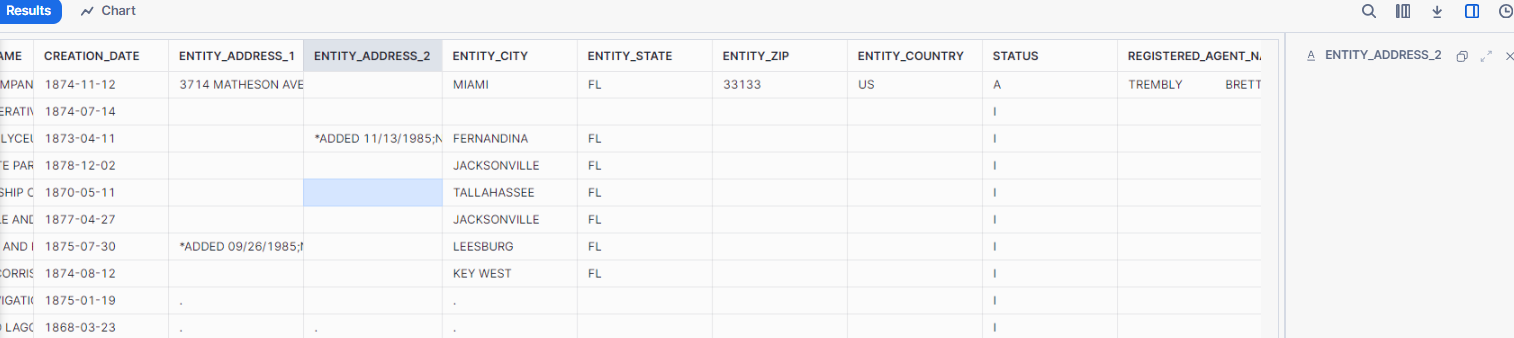 Results Chart
AME CREATION_DATE ENTITY_ADDRESS_1 ENTITY_ADDRESS_2 ENTITY_CITY ENTITY_STATE ENTITY_ZIP ENTITY_COUNTRY STATUS REGISTERED_AGENT_NA A ENTITY_ADDRESS_2
OMPAN 1874-11-12 3714 MATHESON AVE MIAMI FL 33133 US A TREMBLY BRETT
ERATIV 1874-07-14 I
LYCEU 1873-04-11 *ADDED 11/13/1985;N FERNANDINA FL I
TE PAR 1878-12-02 JACKSONVILLE FL I
SHIP C 1870-05-11 TALLAHASSEE FL I
LE AND 1877-04-27 JACKSONVILLE FL I
AND 1875-07-30 *ADDED 09/26/1985;N LEESBURG FL I
CORRIS 1874-08-12 KEY WEST FL I
VIGATIO 1875-01-19 . . I
LAGO 1868-03-23 . . . I